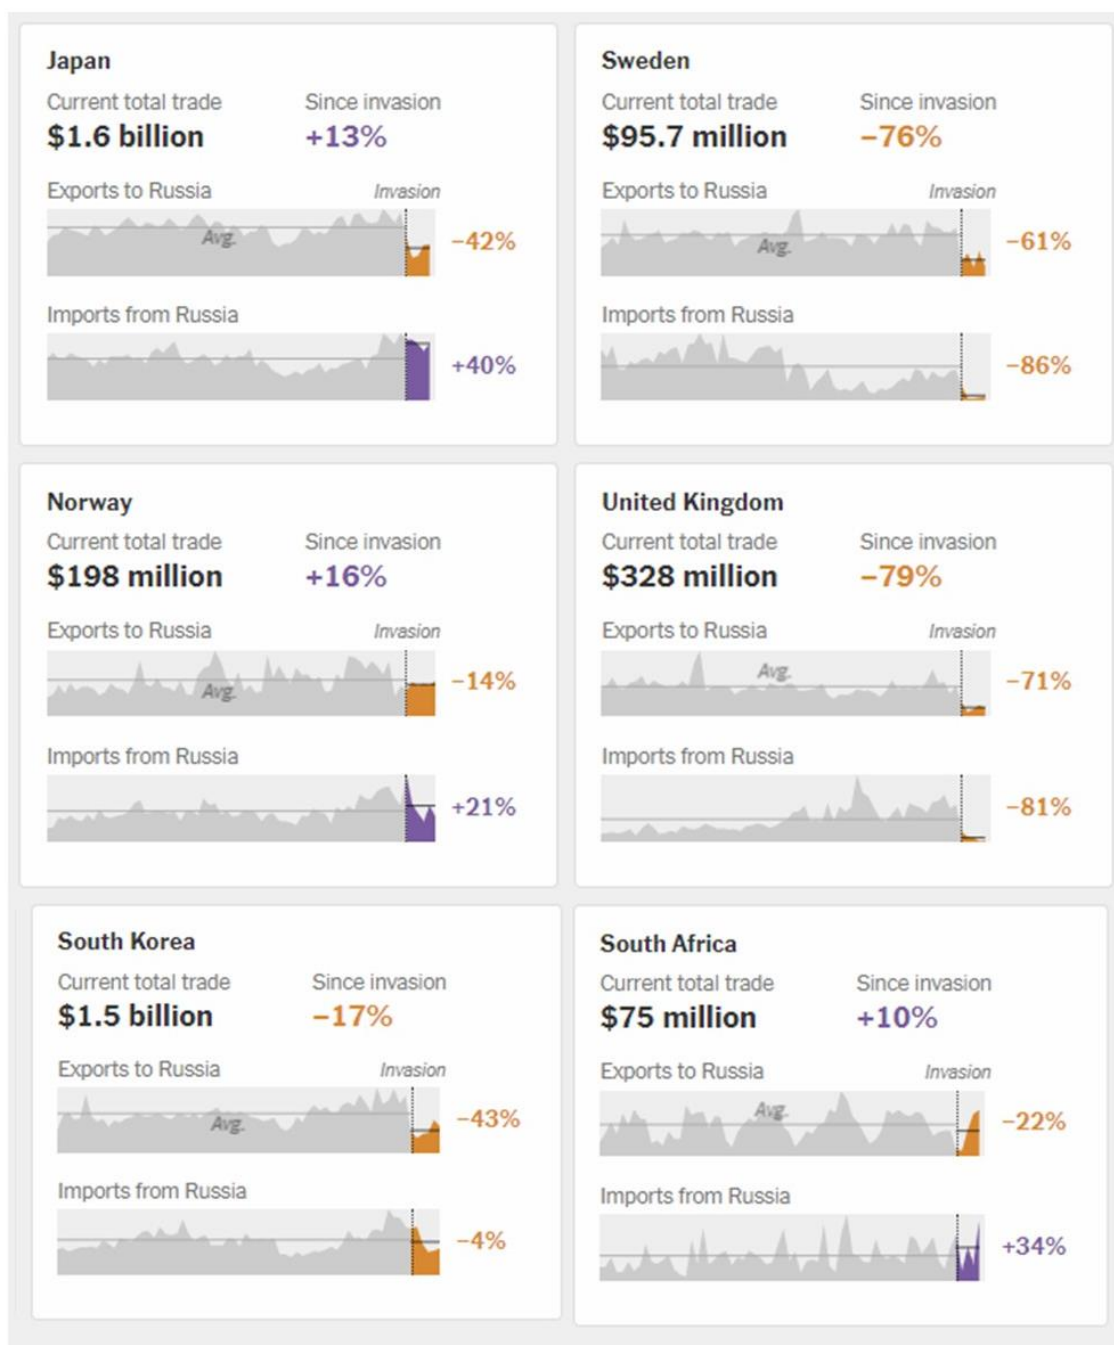 Japan
Current total trade Since invasion
$1.6 billion +13%
Exports to Russia Invasion
Avg. −42%
Imports from Russia
+40%
Sweden
Current total trade Since invasion
$95.7 million −76%
Exports to Russia Invasion
Avg. −61%
Imports from Russia
−86%
Norway
Current total trade Since invasion
$198 million +16%
Exports to Russia Invasion
Avg. −14%
Imports from Russia
+21%
United Kingdom
Current total trade Since invasion
$328 million −79%
Exports to Russia Invasion
Avg. −71%
Imports from Russia
−81%
South Korea
Current total trade Since invasion
$1.5 billion −17%
Exports to Russia Invasion
Avg. −43%
Imports from Russia
−4%
South Africa
Current total trade Since invasion
$75 million +10%
Exports to Russia Invasion
Avg. −22%
Imports from Russia
+34%